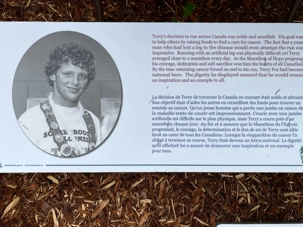 Terry's decision to run across Canada was noble and unselfish. His goal was
to help others by raising funds to find a cure for cancer. The fact that a young
man who had lost a leg to the disease would even attempt the run was
impressive. Running with an artificial leg was physically difficult yet Terry
averaged close to a marathon every day. As the Marathon of Hope progressed
his courage, dedication and self-sacrifice won the hearts of all Canadians.
By the time returning cancer forced an end to his run, Terry Fox had become a
national hero. The dignity he displayed ensured that he would remain
an inspiration and an example to all.
La décision de Terry de traverser le Canada en courant était noble et
son objectif était d'aider les autres en recueillant des fonds pour trouver un
remède au cancer. Qu'un jeune homme qui a perdu une jambe en raison de
la maladie tente de courir est impressionnant. Courir avec une jambe
artificielle est difficile sur le plan physique, mais Terry a couru près d'un
marathon chaque jour. Au fur et à mesure que le Marathon de l'Espoir
progressait, le courage, la détermination et le don de soi de Terry sont allés
droit au cœur de tous les Canadiens. Lorsque la réapparition du cancer l'a
obligé à terminer sa course, Terry était devenu un héros national. La dignité
qu'il affichait lui a assuré de demeurer une inspiration et un exemple
pour tous.